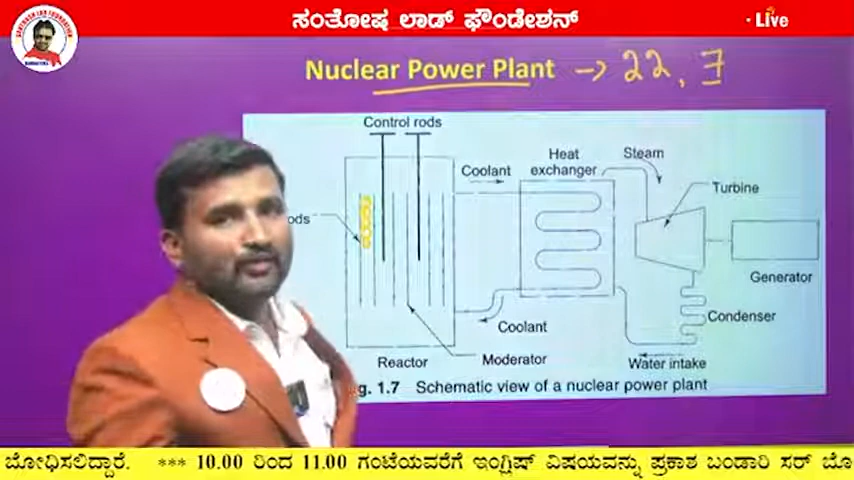 ಸಂತೋಷ ಲಾಡ್ ಫೌಂಡೇಶನ್
Live
Nuclear Power Plant → 22, 7
Control rods
Coolant
Heat exchanger
Steam
Turbine
ods
Generator
Condenser
Coolant
Reactor
Moderator
Water intake
g. 1.7 Schematic view of a nuclear power plant
ಬೋಧಿಸಲಿದ್ದಾರೆ. *** 10.00 ರಿಂದ 11.00 ಗಂಟೆಯವರೆಗೆ ಇಂಗ್ಲಿಷ್ ವಿಷಯವನ್ನು ಪ್ರಕಾಶ ಬಂಡಾರಿ ಸರ್ ಬೋ